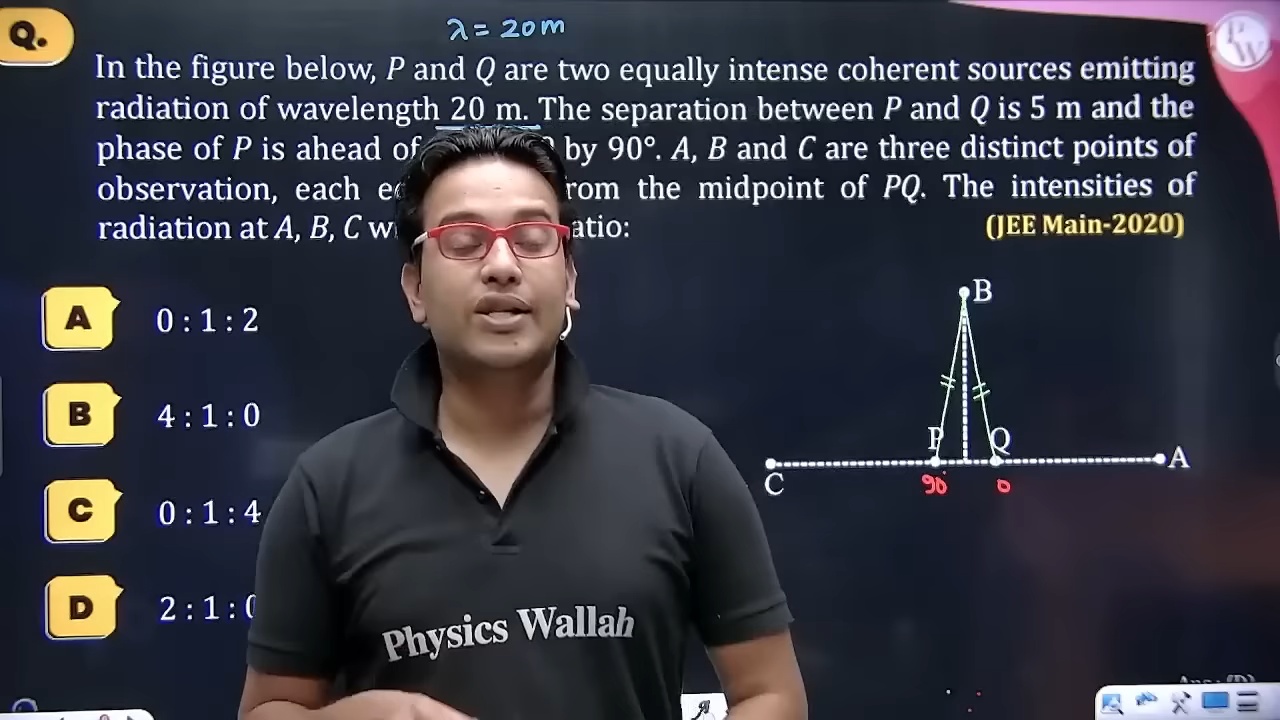 Q.
λ = 20m
In the figure below, P and Q are two equally intense coherent sources emitting
radiation of wavelength 20 m. The separation between P and Q is 5 m and the
phase of P is ahead of by 90°. A, B and C are three distinct points of
observation, each rom the midpoint of PQ. The intensities of
radiation at A, B, C atio:
(JEE Main-2020)
A 0 : 1 : 2
B 4 : 1 : 0
C 0 : 1 : 4
D 2 : 1 : 0
B
P Q
C A
90° 0
Physics Wallah
PW